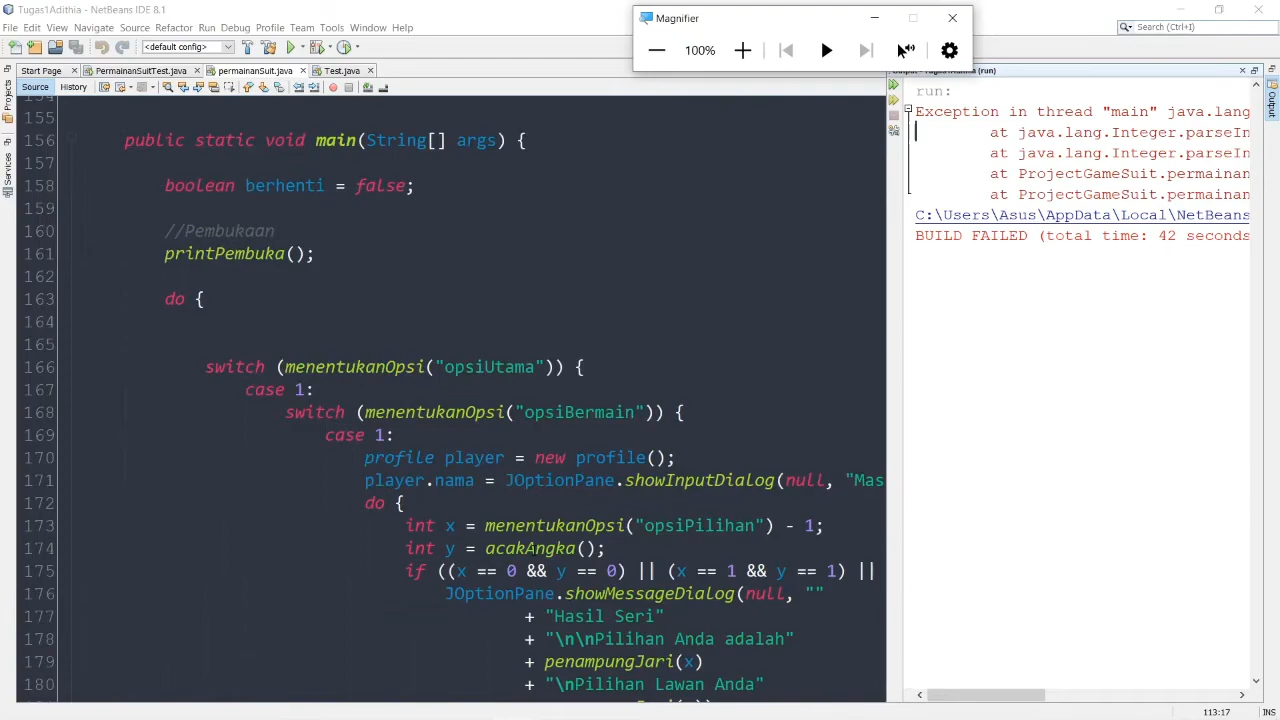 Tugas1Adithia - NetBeans IDE 8.1
File Edit View Navigate Source Refactor Run Debug Profile Team Tools Window Help
Search (Ctrl+I)
Magnifier
100%
<default config>
Start Page
PermainanSuitTest.java
permainanSuit.java
Test.java
(run)
Source History
Projects
Services
Output
155
156 public static void main(String[] args) {
157
158 boolean berhenti = false;
159
160 //Pembukaan
161 printPembuka();
162
163 do {
164
165
166 switch (menentukanOpsi("opsiUtama")) {
167 case 1:
168 switch (menentukanOpsi("opsiBermain")) {
169 case 1:
170 profile player = new profile();
171 player.nama = JOptionPane.showInputDialog(null, "Mas
172 do {
173 int x = menentukanOpsi("opsiPilihan") - 1;
174 int y = acakAngka();
175 if ((x == 0 && y == 0) || (x == 1 && y == 1) ||
176 JOptionPane.showMessageDialog(null, ""
177 + "Hasil Seri"
178 + "\n\nPilihan Anda adalah"
179 + penampungJari(x)
180 + "\nPilihan Lawan Anda"
run:
Exception in thread "main" java.lang
at java.lang.Integer.parseIn
at java.lang.Integer.parseIn
at ProjectGameSuit.permainan
at ProjectGameSuit.permainan
C:\Users\Asus\AppData\Local\NetBeans
BUILD FAILED (total time: 42 seconds
113:17
INS